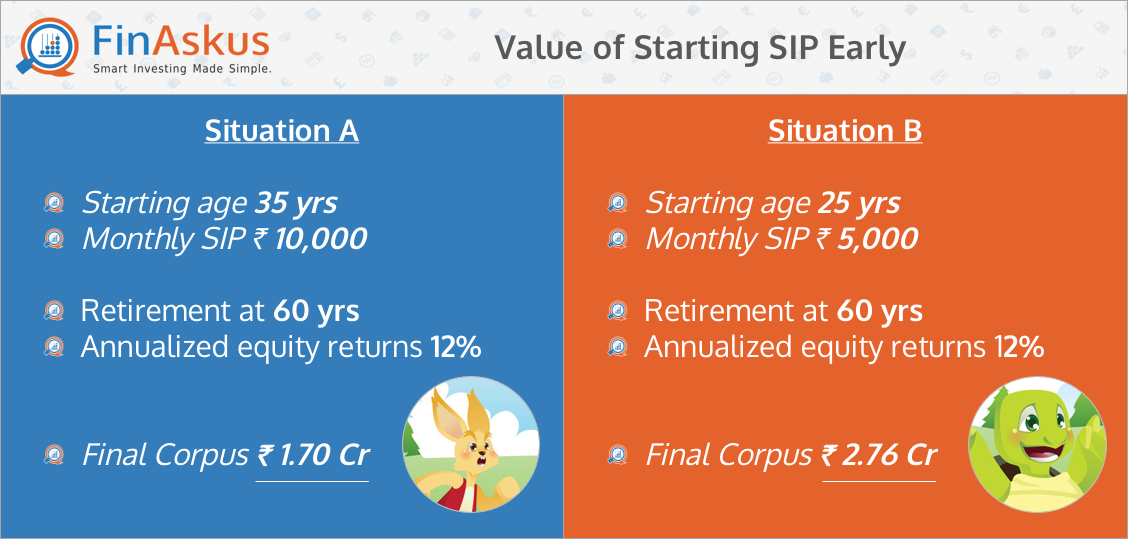 FinAskus
Smart Investing Made Simple.
Value of Starting SIP Early
Situation A
Starting age 35 yrs
Monthly SIP ₹ 10,000
Retirement at 60 yrs
Annualized equity returns 12%
Final Corpus ₹ 1.70 Cr
Situation B
Starting age 25 yrs
Monthly SIP ₹ 5,000
Retirement at 60 yrs
Annualized equity returns 12%
Final Corpus ₹ 2.76 Cr